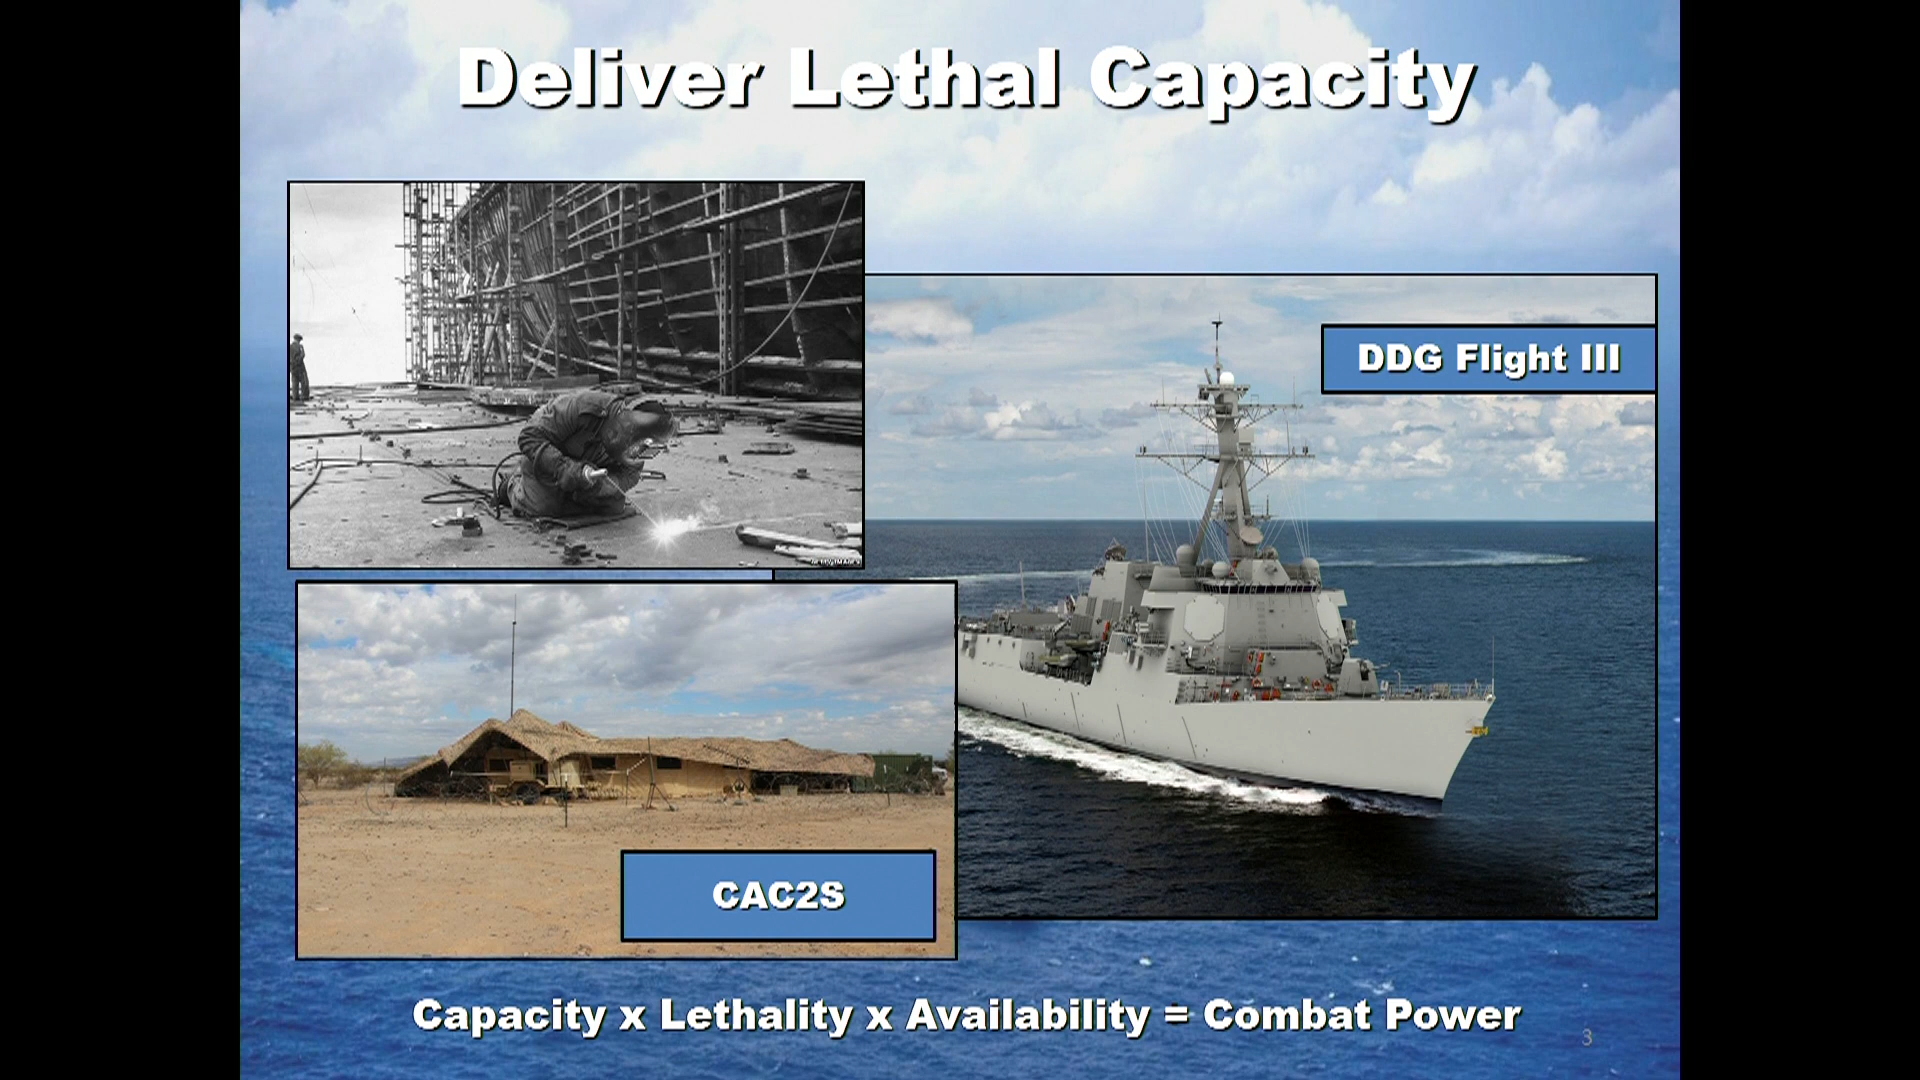 Deliver Lethal Capacity
DDG Flight III
CAC2S
Capacity x Lethality x Availability = Combat Power
3